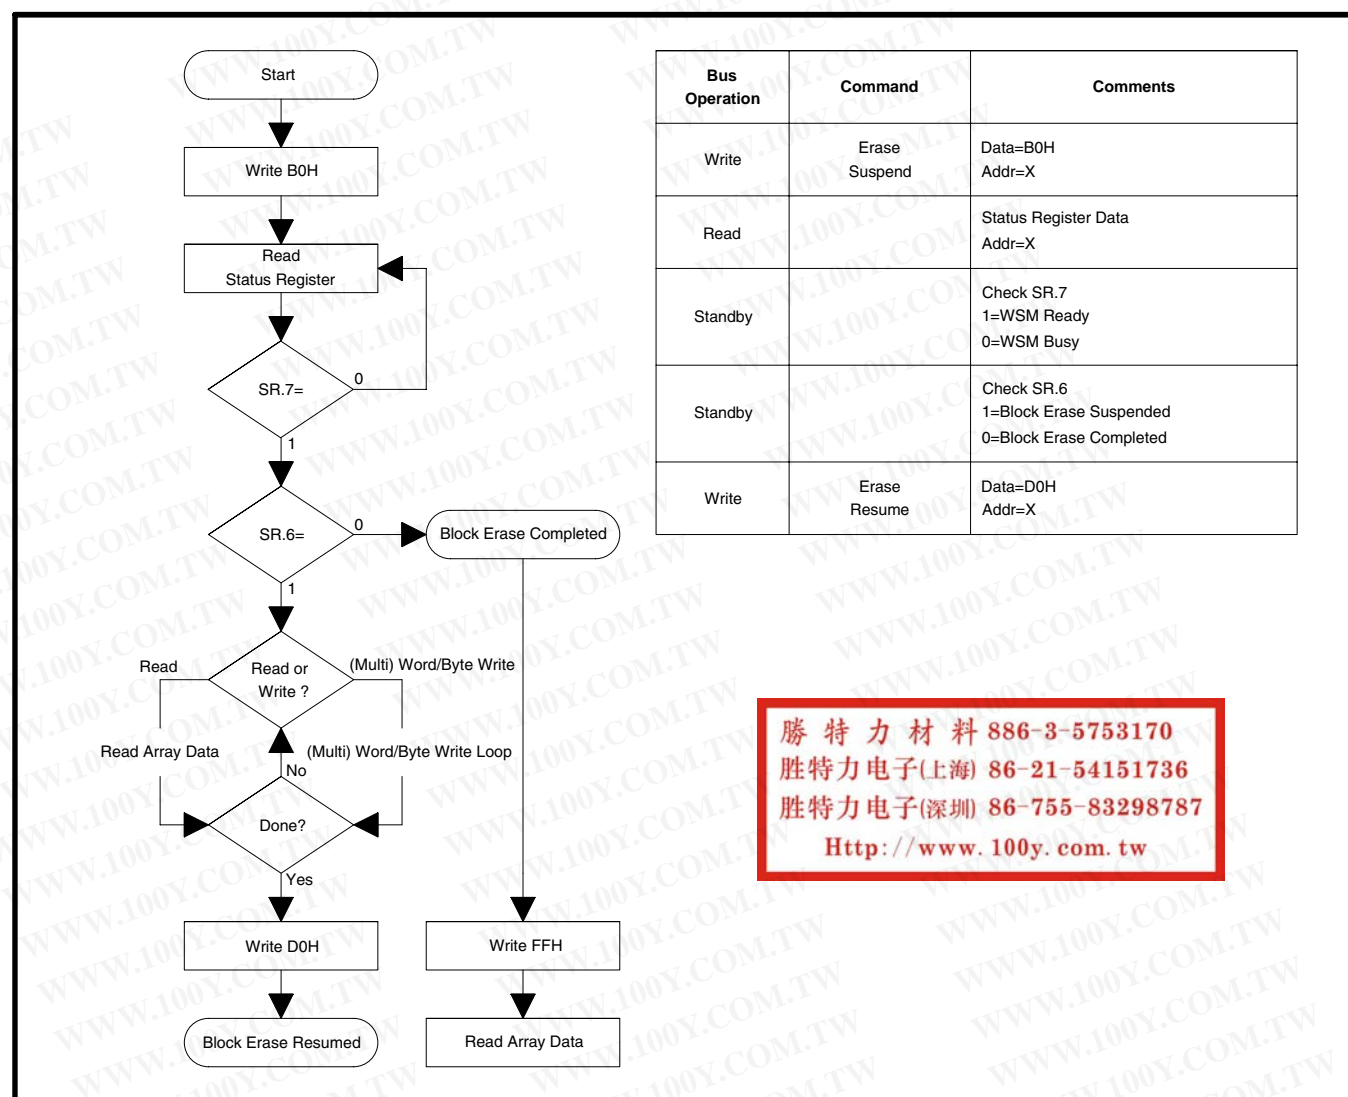 Start
Write B0H
Read
Status Register
SR.7=
0
1
SR.6=
0
Block Erase Completed
1
Read
Read or
Write ?
(Multi) Word/Byte Write
Read Array Data
(Multi) Word/Byte Write Loop
No
Done?
Yes
Write D0H
Write FFH
Block Erase Resumed
Read Array Data
Bus
Operation
Command
Comments
Write
Erase
Suspend
Data=B0H
Addr=X
Read
Status Register Data
Addr=X
Standby
Check SR.7
1=WSM Ready
0=WSM Busy
Standby
Check SR.6
1=Block Erase Suspended
0=Block Erase Completed
Write
Erase
Resume
Data=D0H
Addr=X
勝 特 力 材 料 886-3-5753170
胜特力电子(上海) 86-21-54151736
胜特力电子(深圳) 86-755-83298787
Http://www.100y.com.tw
WWW.100Y.COM.TW